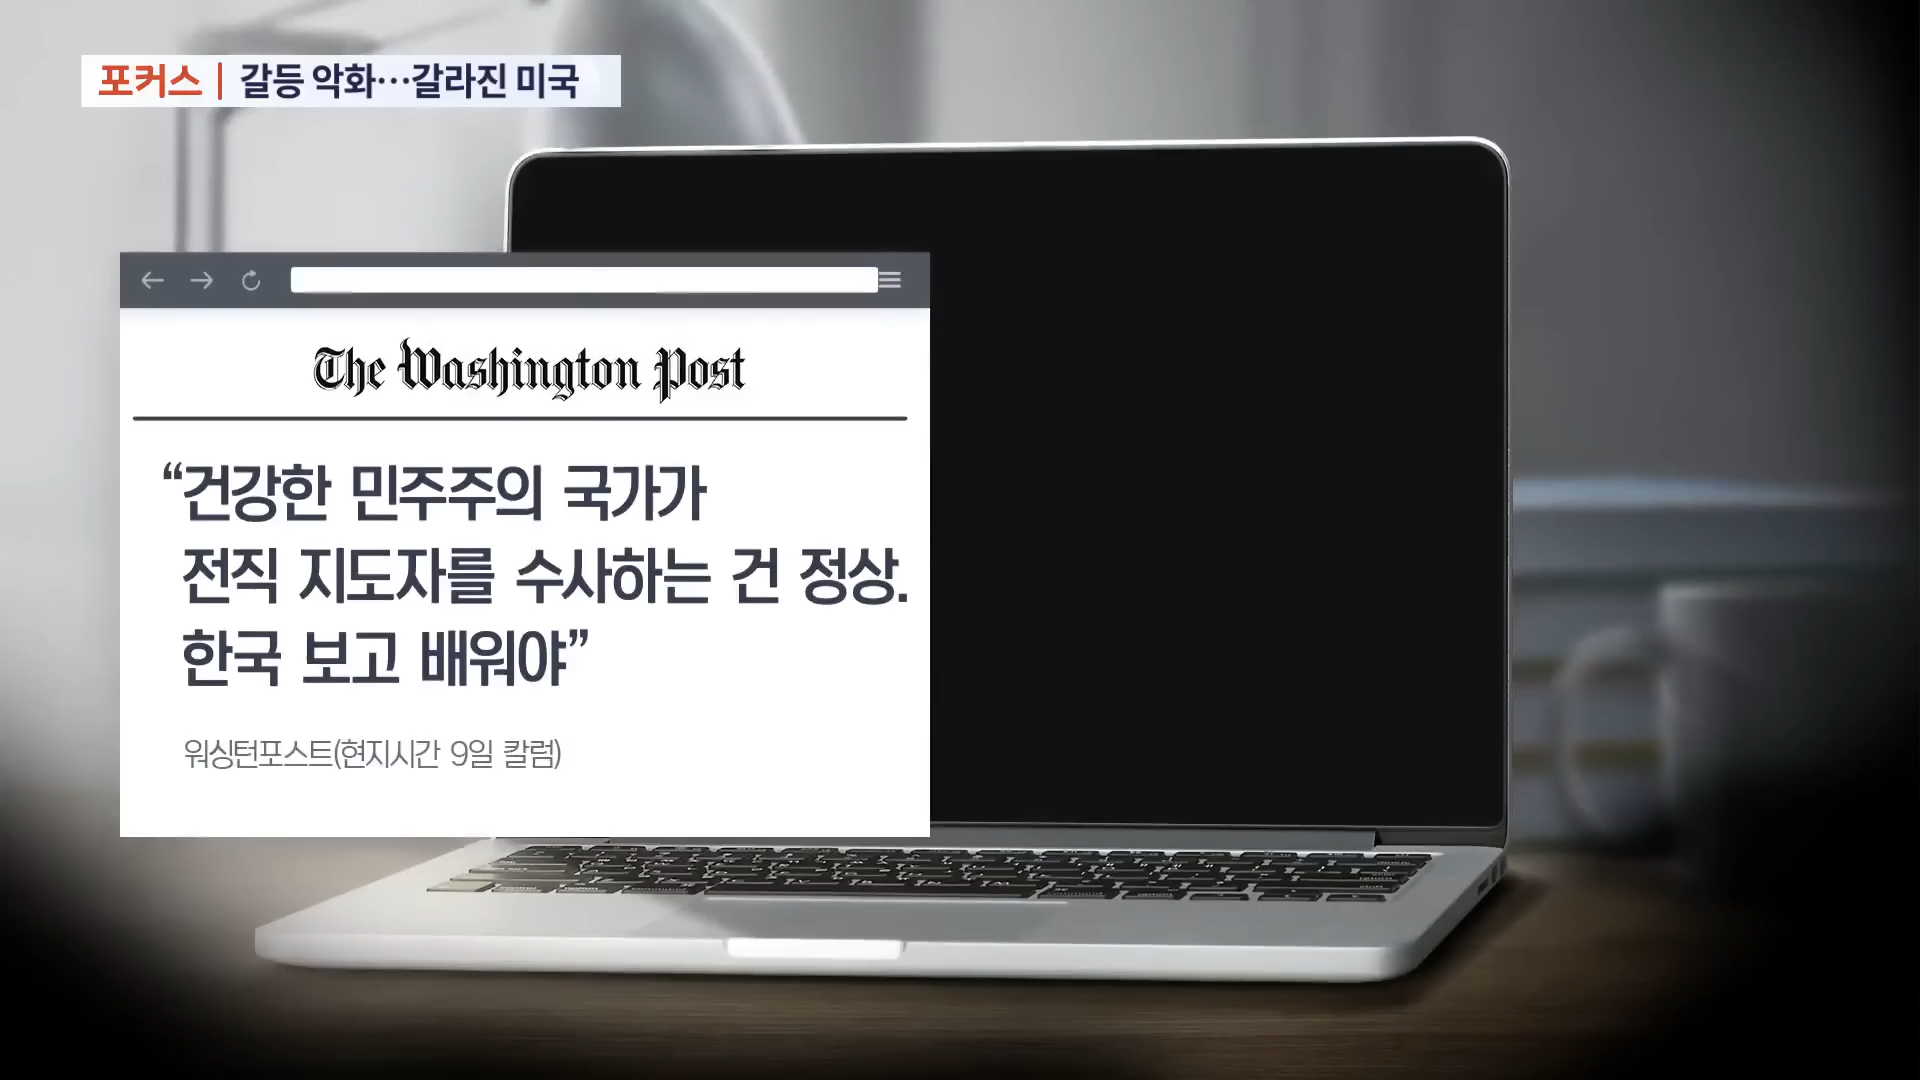 포커스 | 갈등 악화…갈라진 미국
The Washington Post
“건강한 민주주의 국가가
전직 지도자를 수사하는 건 정상.
한국 보고 배워야”
워싱턴포스트(현지시간 9일 칼럼)